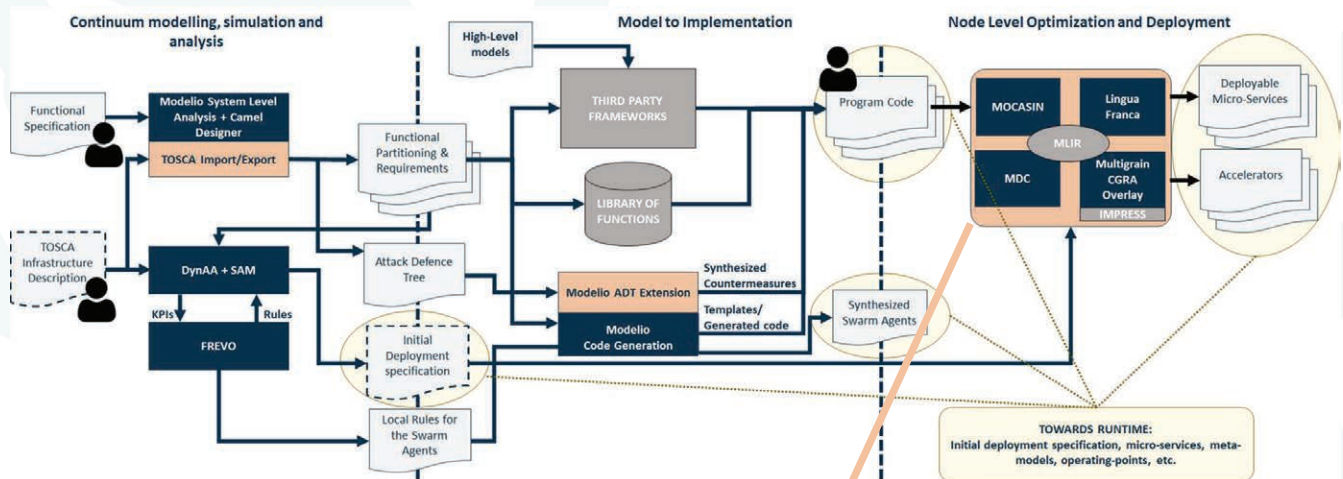 Continuum modelling, simulation and
analysis
Model to Implementation
Node Level Optimization and Deployment
High-Level
models
Functional
Specification
Modelio System Level
Analysis + Camel
Designer
TOSCA Import/Export
Functional
Partitioning &
Requirements
THIRD PARTY
FRAMEWORKS
LIBRARY OF
FUNCTIONS
Program Code
MOCASIN
Lingua
Franca
MLIR
MDC
Multigrain
CGRA
Overlay
IMPRESS
Deployable
Micro-Services
Accelerators
TOSCA
Infrastructure
Description
DynAA + SAM
KPIs
Rules
FREVO
Attack Defence
Tree
Initial
Deployment
specification
Local Rules for
the Swarm
Agents
Modelio ADT Extension
Modelio
Code Generation
Synthesized
Countermeasures
Templates/
Generated code
Synthesized
Swarm Agents
TOWARDS RUNTIME:
Initial deployment specification, micro-services, meta-
models, operating-points, etc.